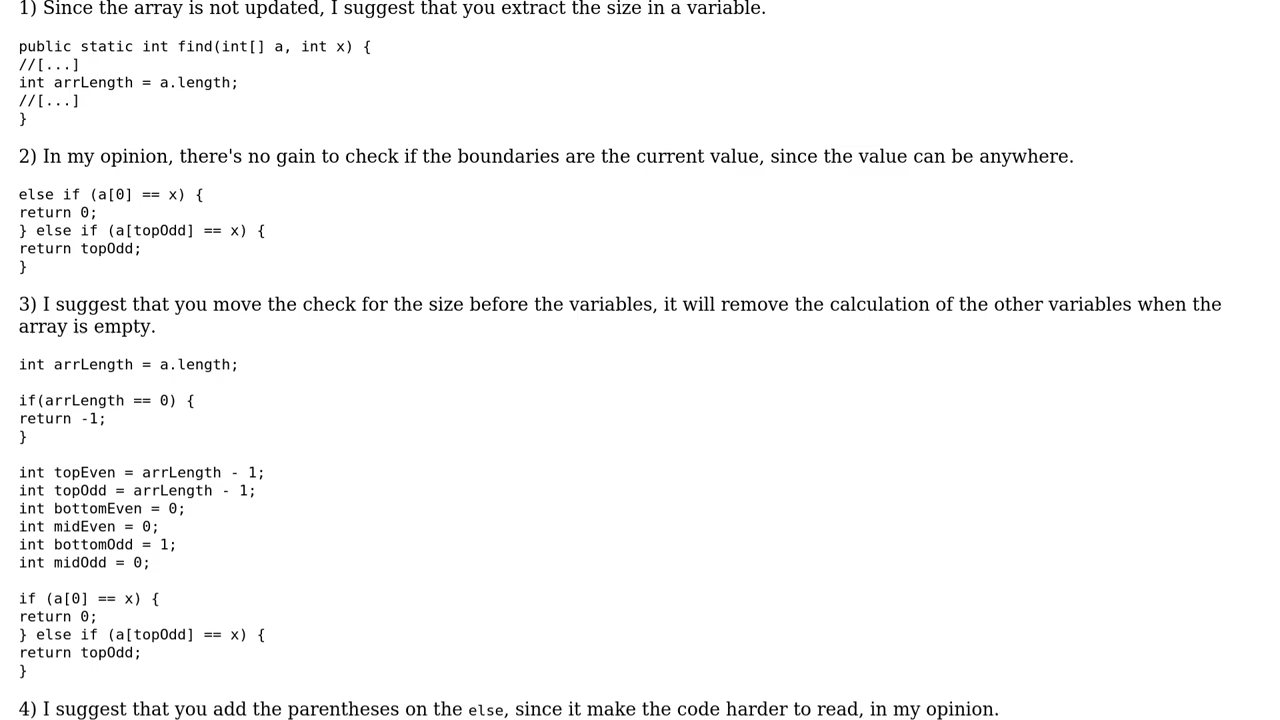 1) Since the array is not updated, I suggest that you extract the size in a variable.
public static int find(int[] a, int x) {
//[...]
int arrLength = a.length;
//[...]
}
2) In my opinion, there's no gain to check if the boundaries are the current value, since the value can be anywhere.
else if (a[0] == x) {
return 0;
} else if (a[topOdd] == x) {
return topOdd;
}
3) I suggest that you move the check for the size before the variables, it will remove the calculation of the other variables when the
array is empty.
int arrLength = a.length;
if(arrLength == 0) {
return -1;
}
int topEven = arrLength - 1;
int topOdd = arrLength - 1;
int bottomEven = 0;
int midEven = 0;
int bottomOdd = 1;
int midOdd = 0;
if (a[0] == x) {
return 0;
} else if (a[topOdd] == x) {
return topOdd;
}
4) I suggest that you add the parentheses on the else, since it make the code harder to read, in my opinion.